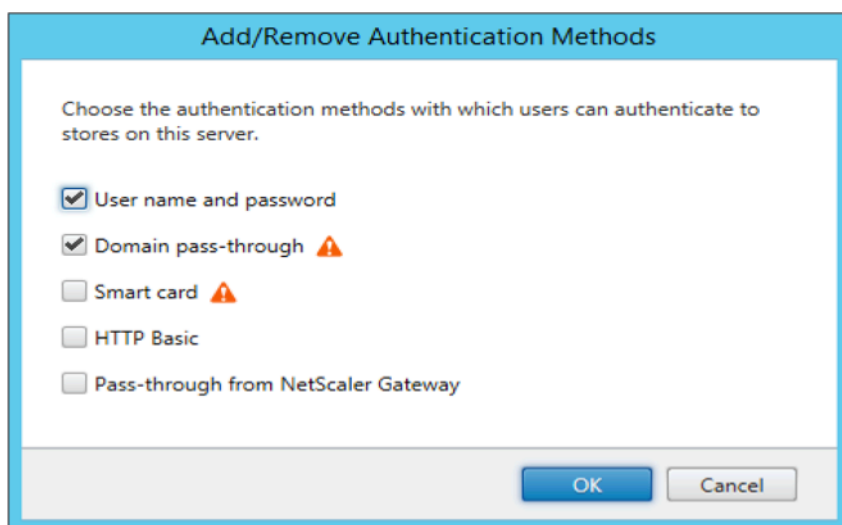 Add/Remove Authentication Methods
Choose the authentication methods with which users can authenticate to
stores on this server.
User name and password
Domain pass-through
Smart card
HTTP Basic
Pass-through from NetScaler Gateway
OK Cancel